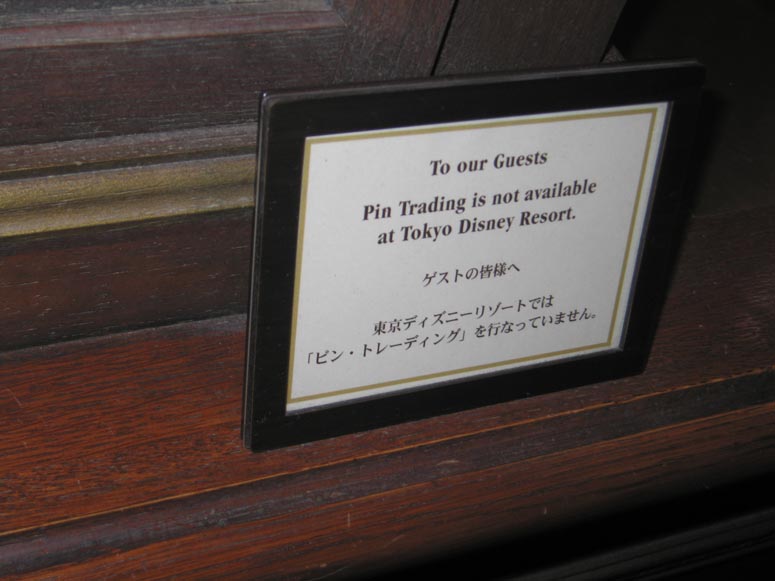 To our Guests
Pin Trading is not available
at Tokyo Disney Resort.
ゲストの皆様へ
東京ディズニーリゾートでは
「ピン・トレーディング」を行なっていません。